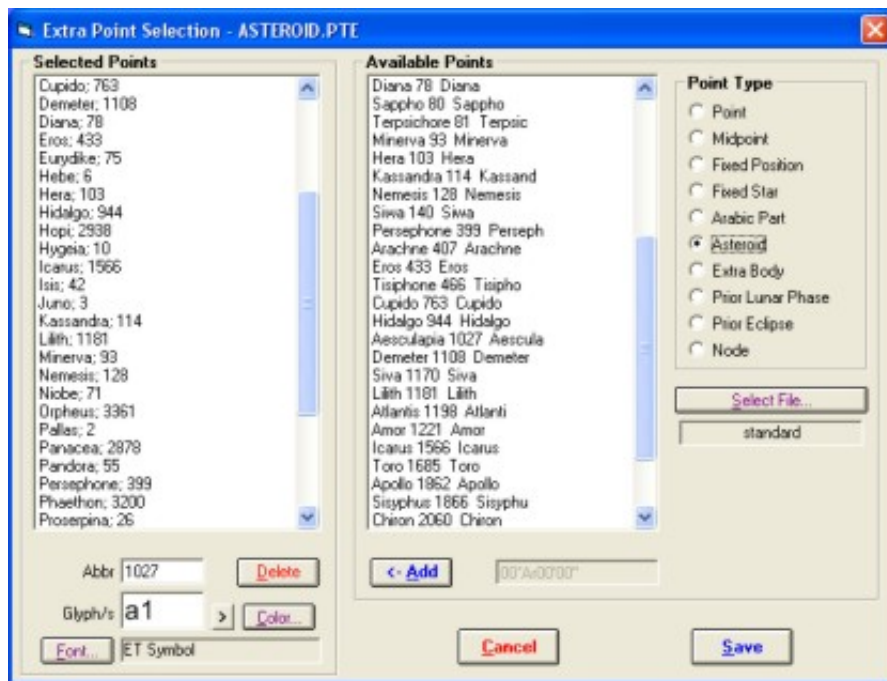 Extra Point Selection - ASTEROID.PTE
Selected Points
Cupido; 763
Demeter; 1108
Diana; 78
Eros; 433
Eurydike; 75
Hebe; 6
Hera; 103
Hidalgo; 944
Hopi; 2938
Hygeia; 10
Icarus; 1566
Isis; 42
Juno; 3
Kassandra; 114
Lilith; 1181
Minerva; 93
Nemesis; 128
Niobe; 71
Orpheus; 3361
Pallas; 2
Panacea; 2878
Pandora; 55
Persephone; 399
Phaethon; 3200
Proserpina; 26
Abbr 1027
Delete
Glyph/s a1
>
Color...
Font...
ET Symbol
Available Points
Diana 78 Diana
Sappho 80 Sappho
Terpsichore 81 Terpsic
Minerva 93 Minerva
Hera 103 Hera
Kassandra 114 Kassand
Nemesis 128 Nemesis
Siwa 140 Siwa
Persephone 399 Perseph
Arachne 407 Arachne
Eros 433 Eros
Tisiphone 466 Tisipho
Cupido 763 Cupido
Hidalgo 944 Hidalgo
Aesculapia 1027 Aescula
Demeter 1108 Demeter
Siva 1170 Siva
Lilith 1181 Lilith
Atlantis 1198 Atlanti
Amor 1221 Amor
Icarus 1566 Icarus
Toro 1685 Toro
Apollo 1862 Apollo
Sisyphus 1866 Sisyphu
Chiron 2060 Chiron
<- Add
00°Ar00'00"
Point Type
Point
Midpoint
Fixed Position
Fixed Star
Arabic Part
Asteroid
Extra Body
Prior Lunar Phase
Prior Eclipse
Node
Select File...
standard
Cancel
Save